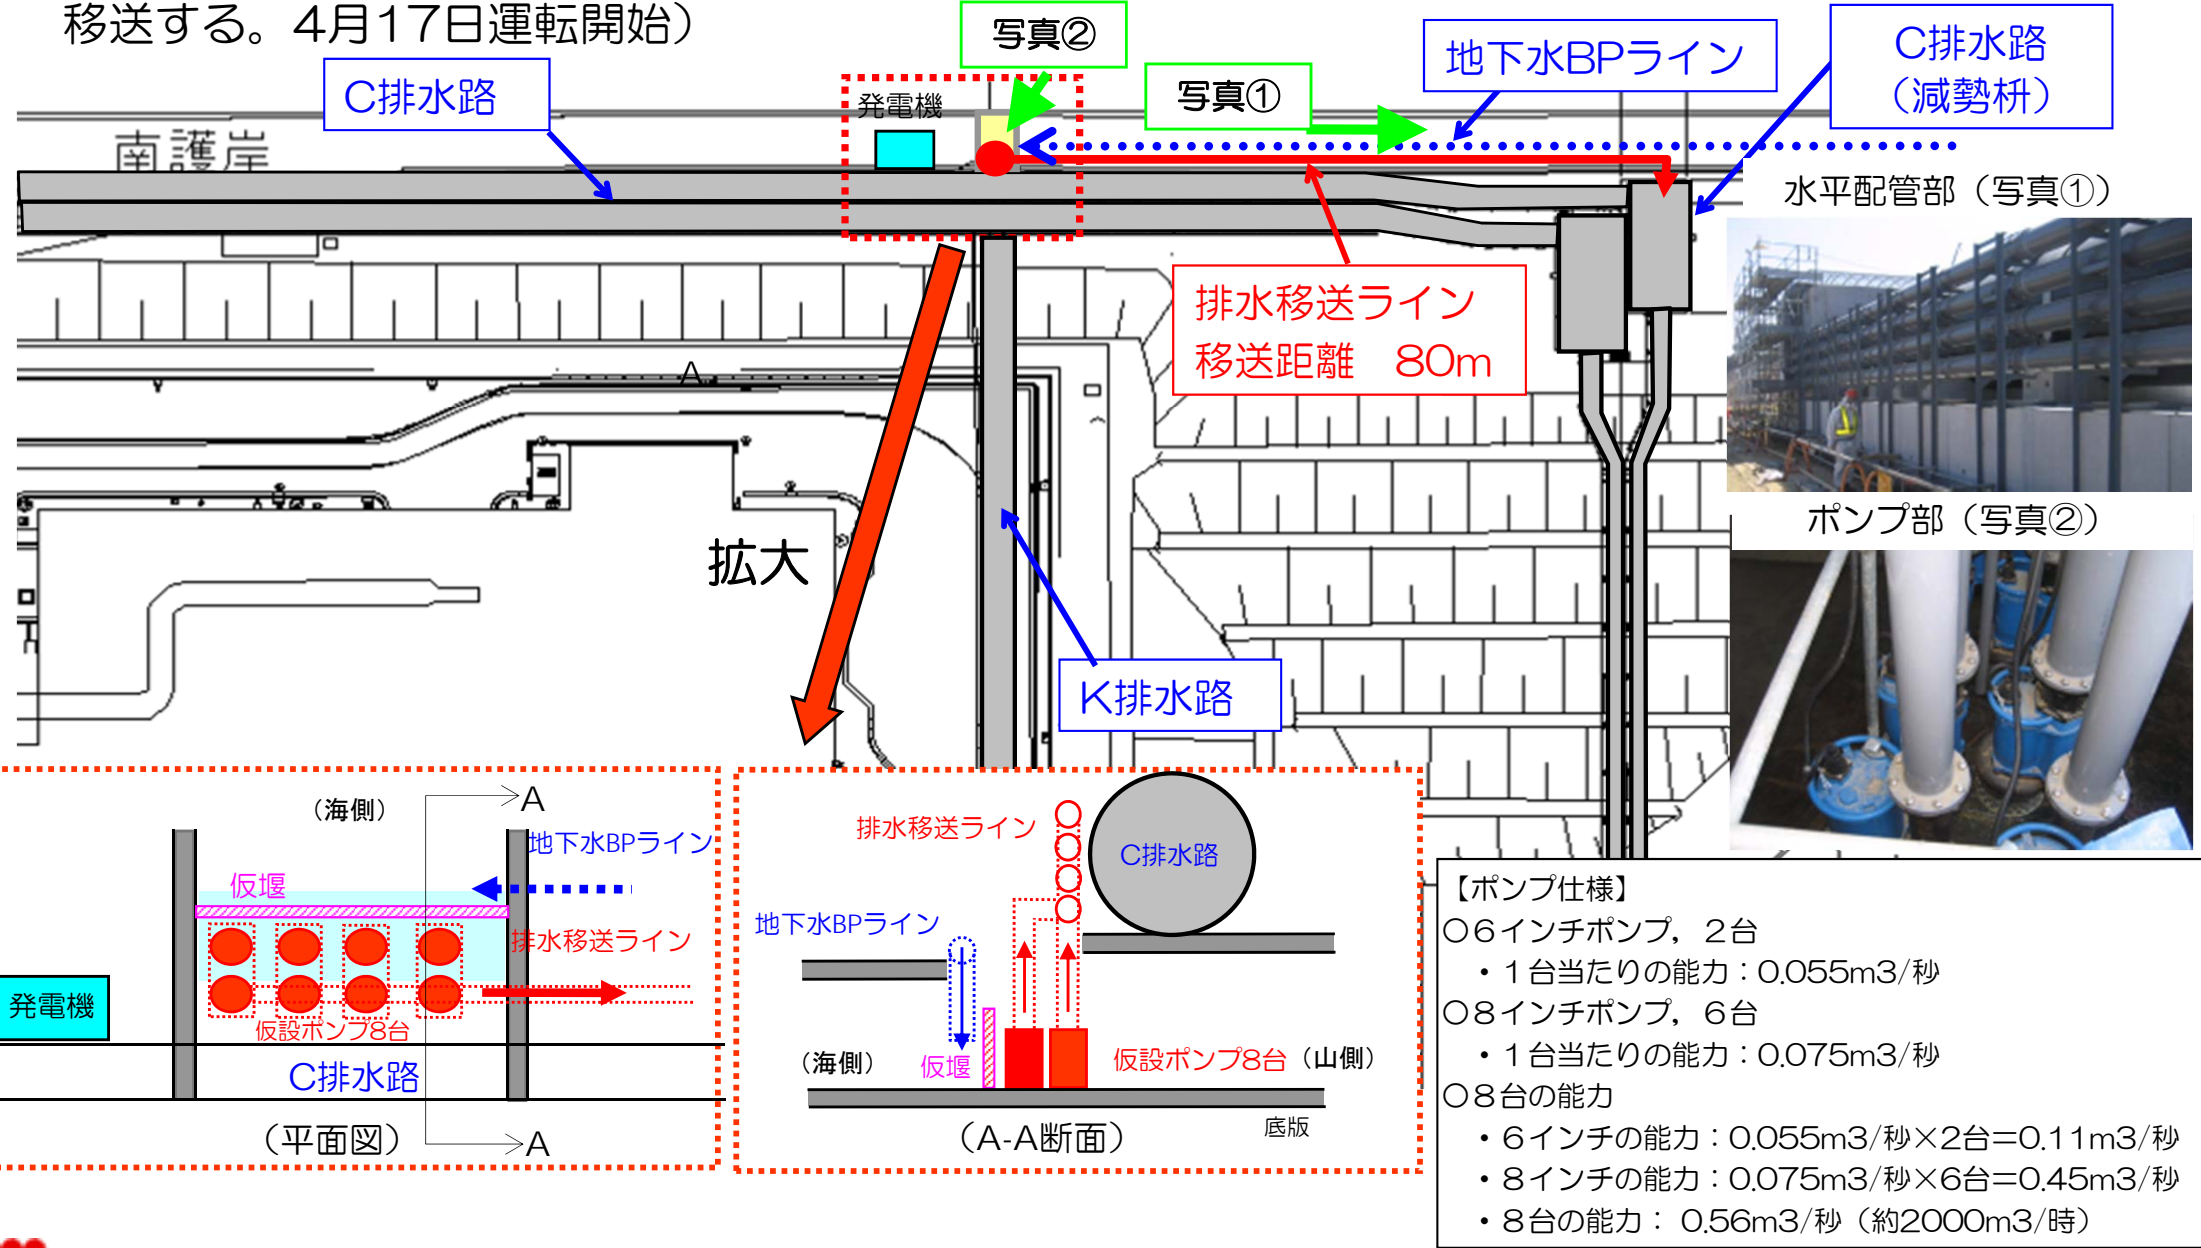 移送する。4月17日運転開始）
写真②
地下水BPライン
C排水路
（減勢枡）
C排水路
発電機
写真①
南護岸
水平配管部（写真①）
排水移送ライン
移送距離　80m
A
ポンプ部（写真②）
拡大
K排水路
（海側）
A
地下水BPライン
仮堰
排水移送ライン
発電機
仮設ポンプ8台
C排水路
（平面図）
A
排水移送ライン
C排水路
地下水BPライン
（海側）
仮堰
仮設ポンプ8台
（山側）
（A-A断面）
底版
【ポンプ仕様】
〇６インチポンプ，２台
・１台当たりの能力：0.055m3/秒
〇８インチポンプ，６台
・１台当たりの能力：0.075m3/秒
〇８台の能力
・６インチの能力：0.055m3/秒×2台＝0.11m3/秒
・８インチの能力：0.075m3/秒×6台＝0.45m3/秒
・８台の能力： 0.56m3/秒（約2000m3/時）